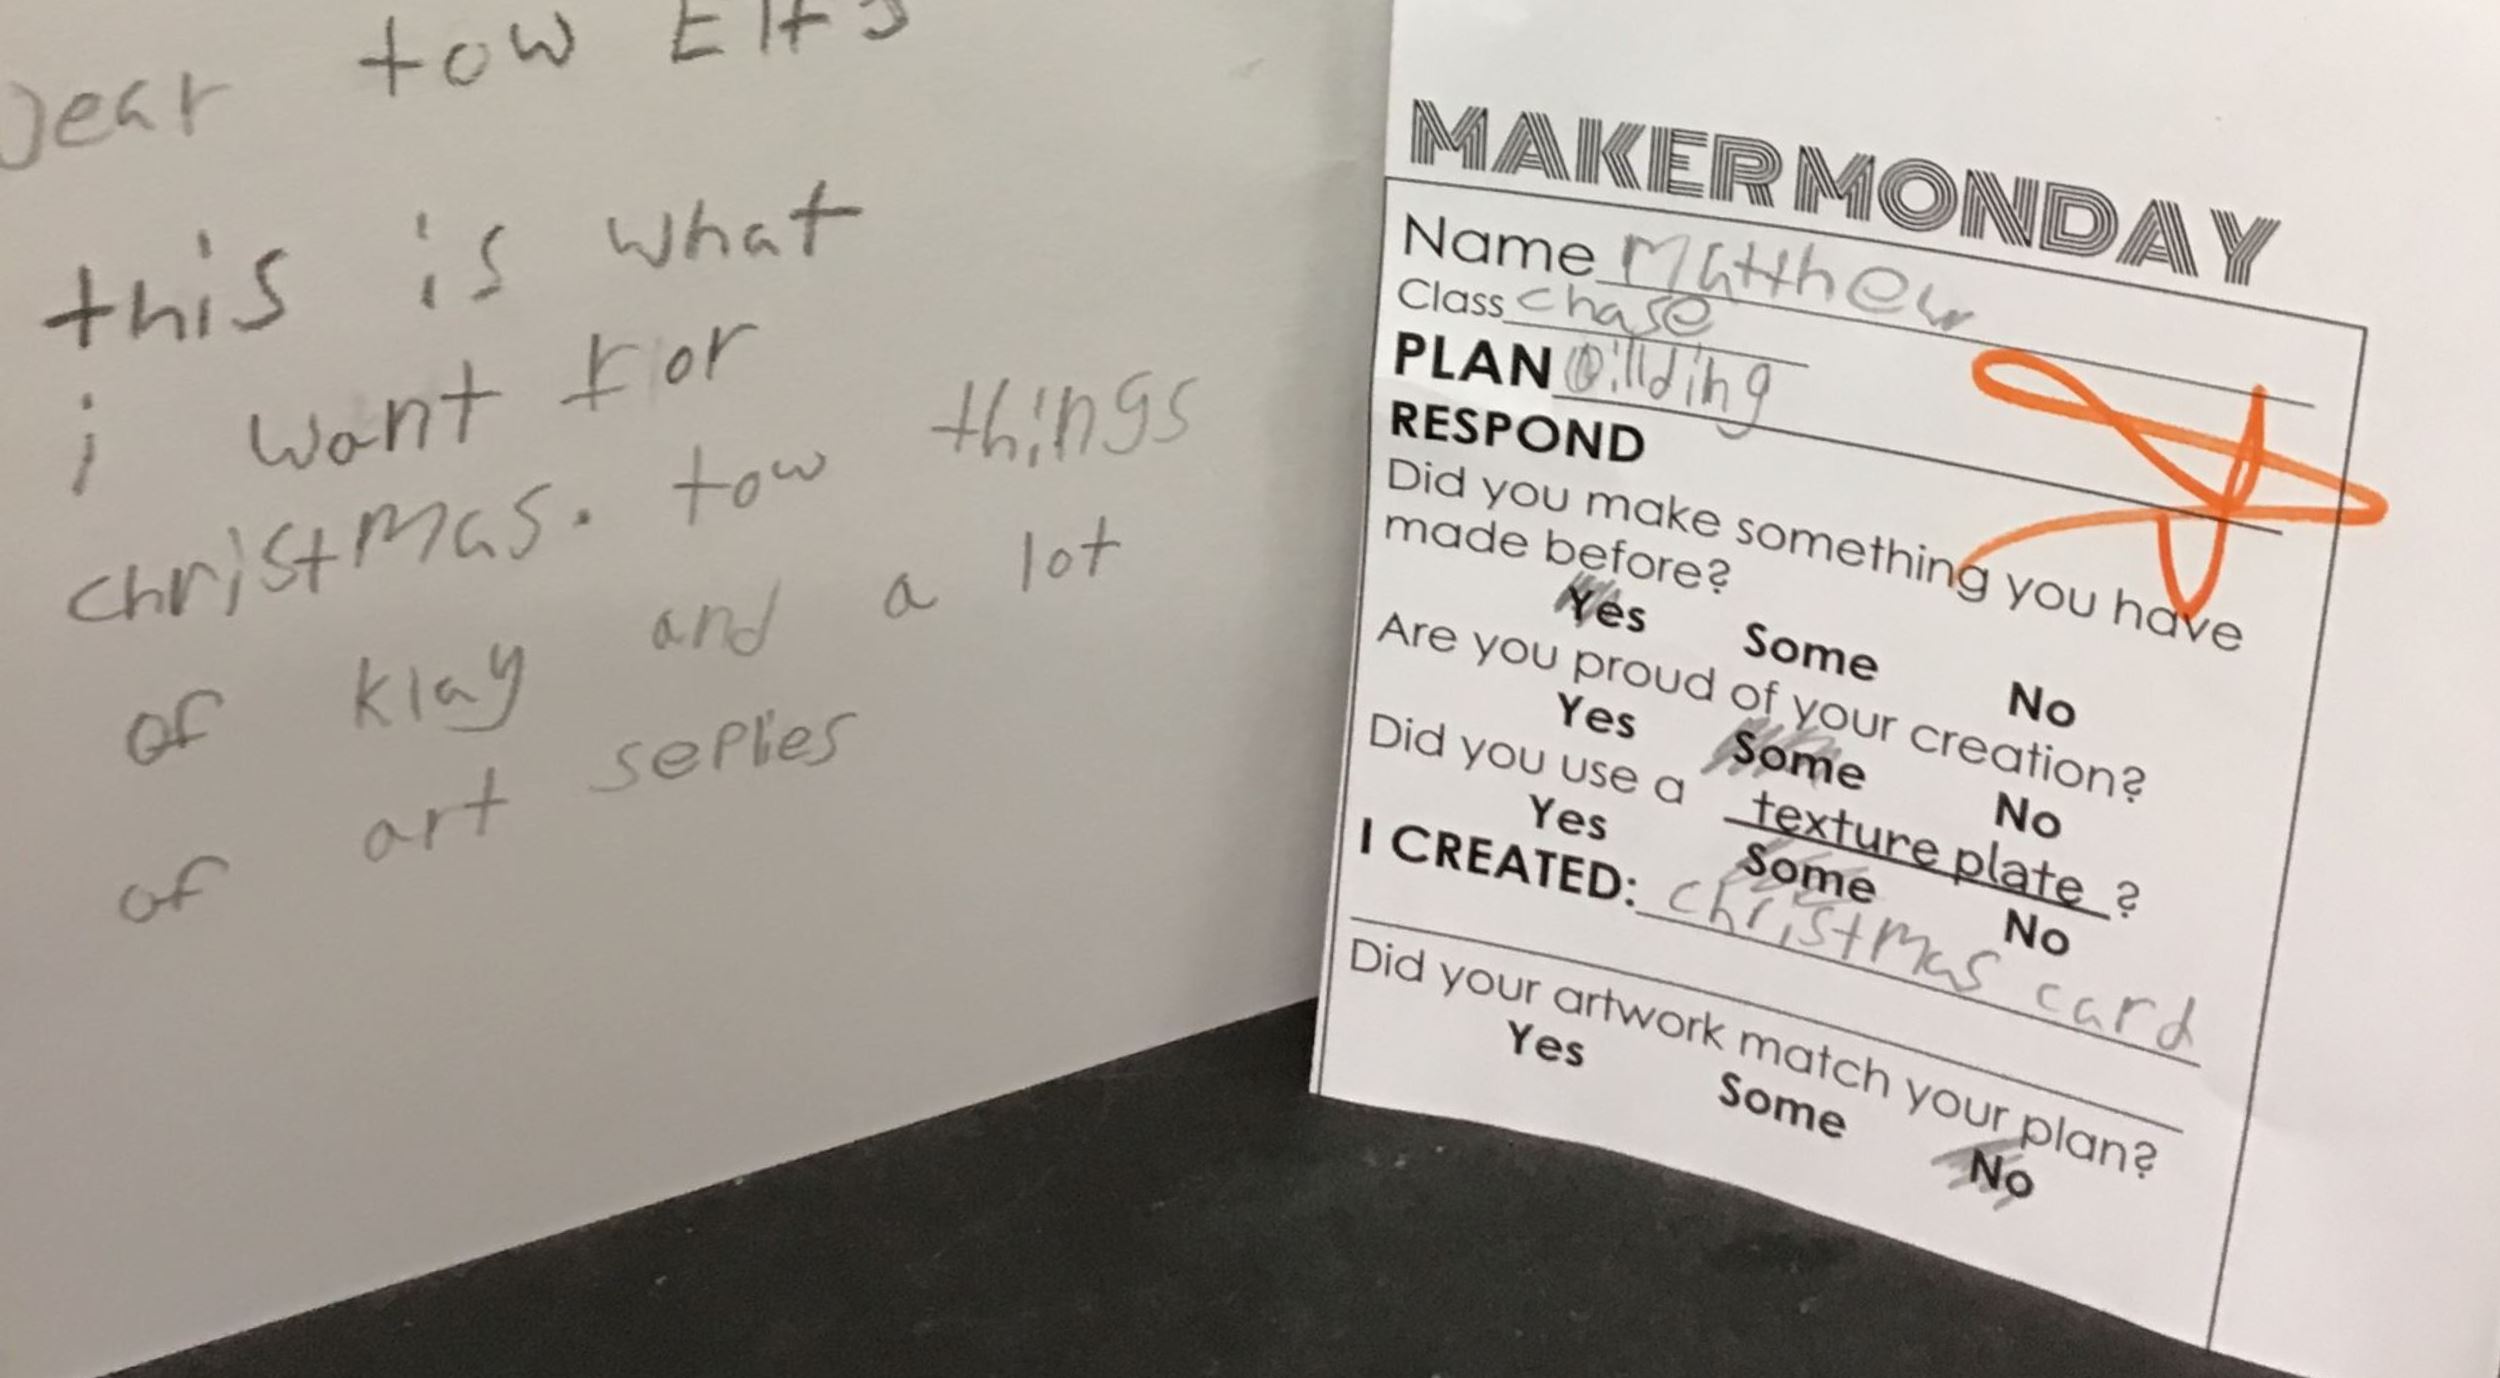 Dear tow Elfs
this is what
i want for
christmas. tow things
of klay and a lot
of art seplies
MAKER MONDAY
Name Matthew
Class chase
PLAN Billding
RESPOND
Did you make something you have
made before?
Yes Some No
Are you proud of your creation?
Yes Some No
Did you use a texture plate ?
Yes Some No
I CREATED: christmas card
Did your artwork match your plan?
Yes Some No